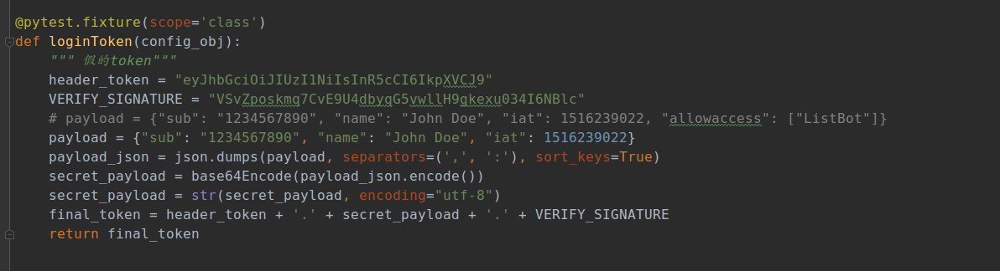 @pytest.fixture(scope='class')
def loginToken(config_obj):
    """ 假的token"""
    header_token = "eyJhbGciOiJIUzI1NiIsInR5cCI6IkpXVCJ9"
    VERIFY_SIGNATURE = "VSvZposkmq7CvE9U4dbyqG5vwllH9gkexu034I6NBlc"
    # payload = {"sub": "1234567890", "name": "John Doe", "iat": 1516239022, "allowaccess": ["ListBot"]}
    payload = {"sub": "1234567890", "name": "John Doe", "iat": 1516239022}
    payload_json = json.dumps(payload, separators=(',', ':'), sort_keys=True)
    secret_payload = base64Encode(payload_json.encode())
    secret_payload = str(secret_payload, encoding="utf-8")
    final_token = header_token + '.' + secret_payload + '.' + VERIFY_SIGNATURE
    return final_token